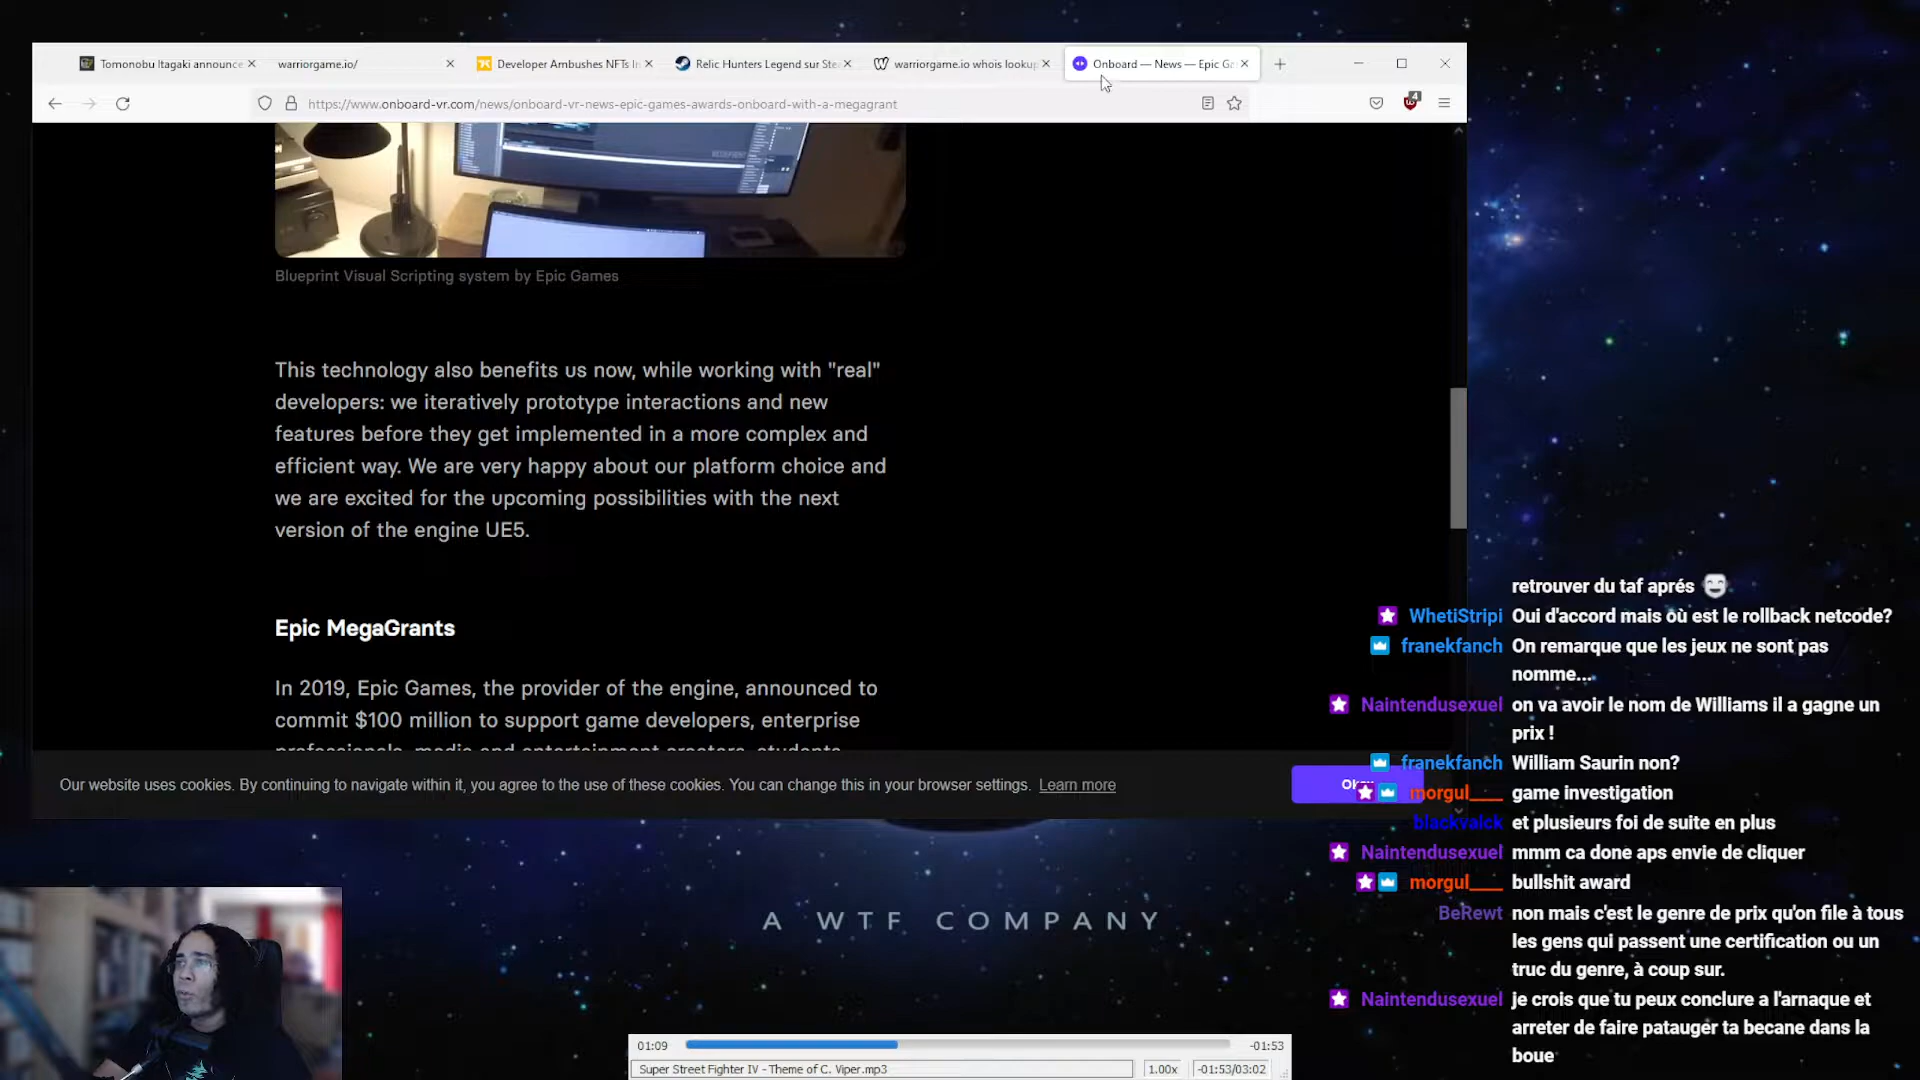 Tomonobu Itagaki announce
warriorgame.io/
Developer Ambushes NFTs In
Relic Hunters Legend sur Ste
warriorgame.io whois lookup
Onboard — News — Epic Ga
https://www.onboard-vr.com/news/onboard-vr-news-epic-games-awards-onboard-with-a-megagrant
4
Blueprint Visual Scripting system by Epic Games
This technology also benefits us now, while working with "real"
developers: we iteratively prototype interactions and new
features before they get implemented in a more complex and
efficient way. We are very happy about our platform choice and
we are excited for the upcoming possibilities with the next
version of the engine UE5.
Epic MegaGrants
In 2019, Epic Games, the provider of the engine, announced to
commit $100 million to support game developers, enterprise
professionals, media and entertainment creators, students,
Our website uses cookies. By continuing to navigate within it, you agree to the use of these cookies. You can change this in your browser settings. Learn more
retrouver du taf aprés
WhetiStripi Oui d'accord mais où est le rollback netcode?
franekfanch On remarque que les jeux ne sont pas
nomme...
Naintendusexuel on va avoir le nom de Williams il a gagne un
prix !
franekfanch William Saurin non?
morgul____ game investigation
blackvalck et plusieurs foi de suite en plus
Naintendusexuel mmm ca done aps envie de cliquer
morgul____ bullshit award
BeRewt non mais c'est le genre de prix qu'on file à tous
les gens qui passent une certification ou un
truc du genre, à coup sur.
Naintendusexuel je crois que tu peux conclure a l'arnaque et
arreter de faire patauger ta becane dans la
boue
A WTF COMPANY
01:09
-01:53
Super Street Fighter IV - Theme of C. Viper.mp3
1.00x
-01:53/03:02